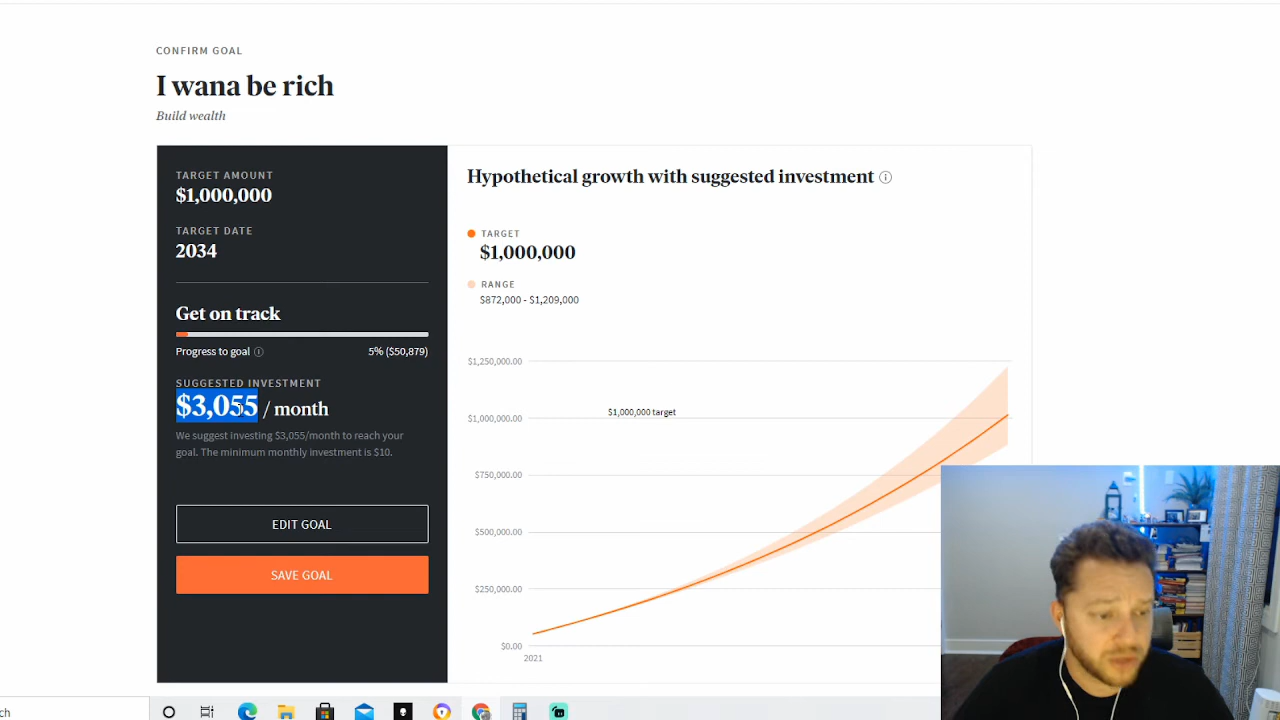 CONFIRM GOAL
I wana be rich
Build wealth
TARGET AMOUNT
$1,000,000
TARGET DATE
2034
Get on track
Progress to goal
5% ($50,879)
SUGGESTED INVESTMENT
$3,055 / month
We suggest investing $3,055/month to reach your
goal. The minimum monthly investment is $10.
EDIT GOAL
SAVE GOAL
Hypothetical growth with suggested investment
TARGET
$1,000,000
RANGE
$872,000 - $1,209,000
$1,250,000.00
$1,000,000.00
$1,000,000 target
$750,000.00
$500,000.00
$250,000.00
$0.00
2021
ch